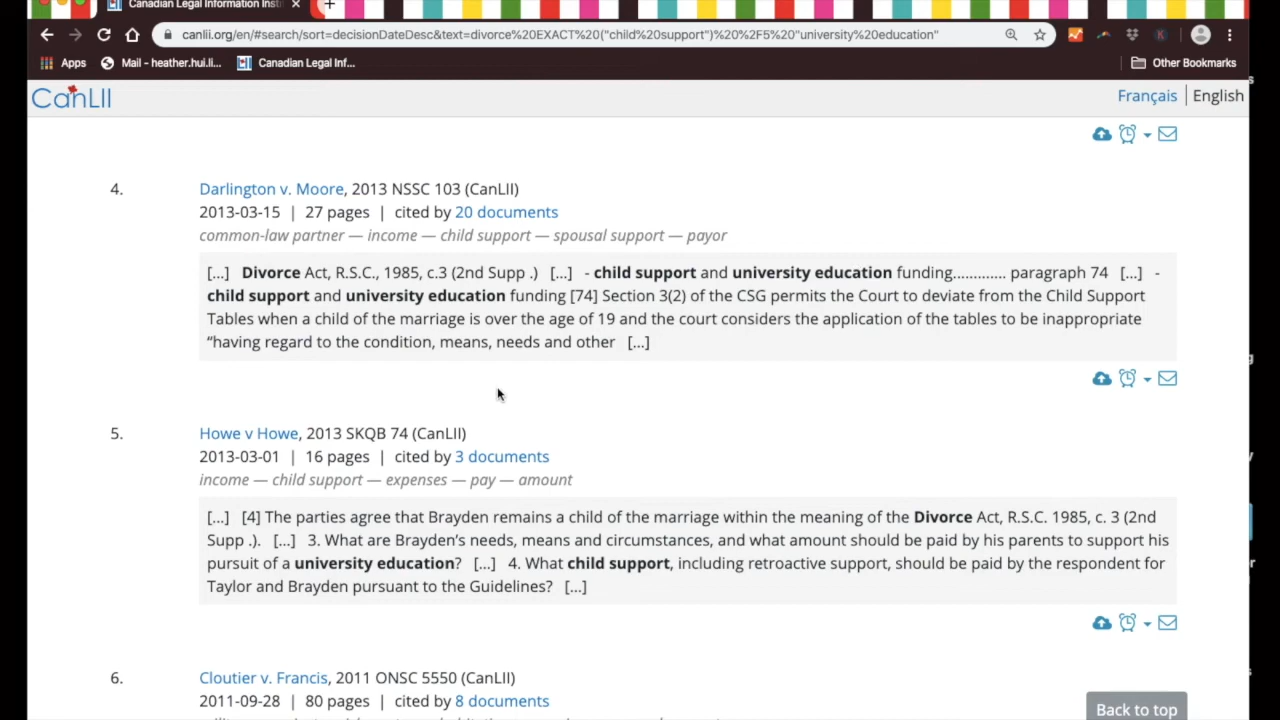 Canadian Legal Information Insti
canlii.org/en/#search/sort=decisionDateDesc&text=divorce%20EXACT%20("child%20support")%20%2F5%20"university%20education"
Apps Mail - heather.hui.li... Canadian Legal Inf... Other Bookmarks
CanLII Français | English
4. Darlington v. Moore, 2013 NSSC 103 (CanLII)
2013-03-15 | 27 pages | cited by 20 documents
common-law partner — income — child support — spousal support — payor
[...] Divorce Act, R.S.C., 1985, c.3 (2nd Supp .) [...] - child support and university education funding............ paragraph 74 [...] -
child support and university education funding [74] Section 3(2) of the CSG permits the Court to deviate from the Child Support
Tables when a child of the marriage is over the age of 19 and the court considers the application of the tables to be inappropriate
“having regard to the condition, means, needs and other [...]
5. Howe v Howe, 2013 SKQB 74 (CanLII)
2013-03-01 | 16 pages | cited by 3 documents
income — child support — expenses — pay — amount
[...] [4] The parties agree that Brayden remains a child of the marriage within the meaning of the Divorce Act, R.S.C. 1985, c. 3 (2nd
Supp .). [...] 3. What are Brayden’s needs, means and circumstances, and what amount should be paid by his parents to support his
pursuit of a university education? [...] 4. What child support, including retroactive support, should be paid by the respondent for
Taylor and Brayden pursuant to the Guidelines? [...]
6. Cloutier v. Francis, 2011 ONSC 5550 (CanLII)
2011-09-28 | 80 pages | cited by 8 documents
Back to top